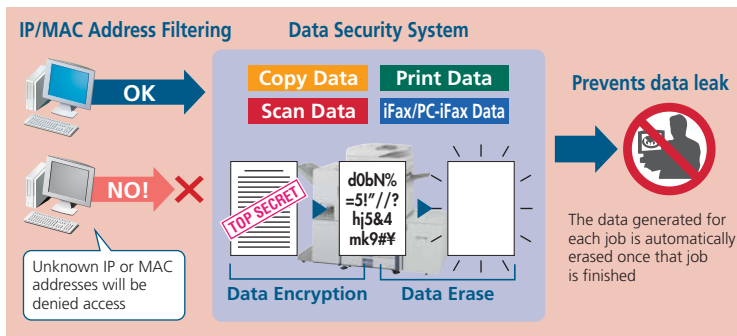 IP/MAC Address Filtering
Data Security System
OK
NO!
Unknown IP or MAC
addresses will be
denied access
Copy Data
Print Data
Scan Data
iFax/PC-iFax Data
TOP SECRET
d0bN%
=5!"//?
hj5&4
mk9#¥
Data Encryption
Data Erase
Prevents data leak
The data generated for
each job is automatically
erased once that job
is finished